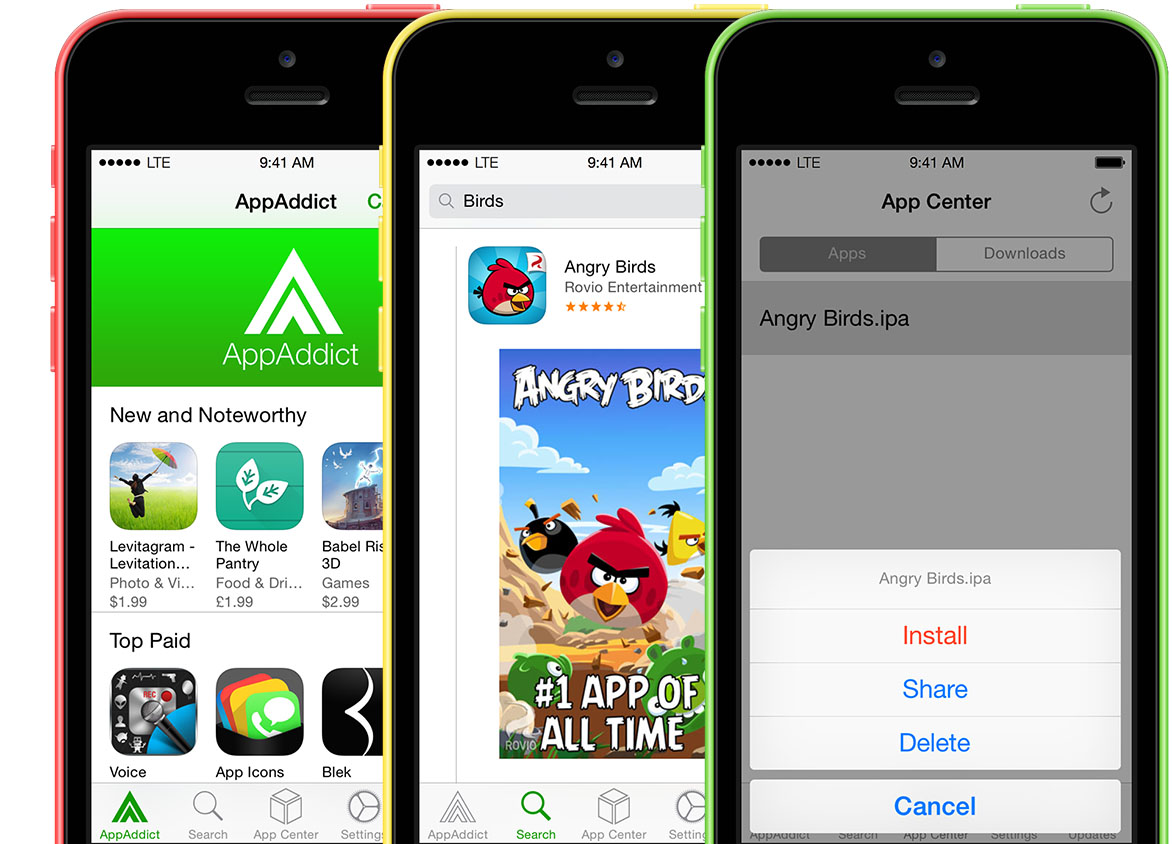 ●●●●● LTE 9:41 AM
AppAddict C
AppAddict
New and Noteworthy
Levitagram -
Levitation...
Photo & Vi...
$1.99
The Whole
Pantry
Food & Dri...
£1.99
Babel Ris
3D
Games
$2.99
Top Paid
REC
Voice
App Icons
Blek
AppAddict Search App Center Settings
●●●●● LTE 9:41 AM
Birds
Angry Birds
Rovio Entertainment
ANGRY BIRD
#1 APP OF
ALL TIME
ROVIO
AppAddict Search App Center Setting
●●●●● LTE 9:41 AM
App Center
Apps Downloads
Angry Birds.ipa
Angry Birds.ipa
Install
Share
Delete
Cancel
AppAddict Search App Center Settings Updates